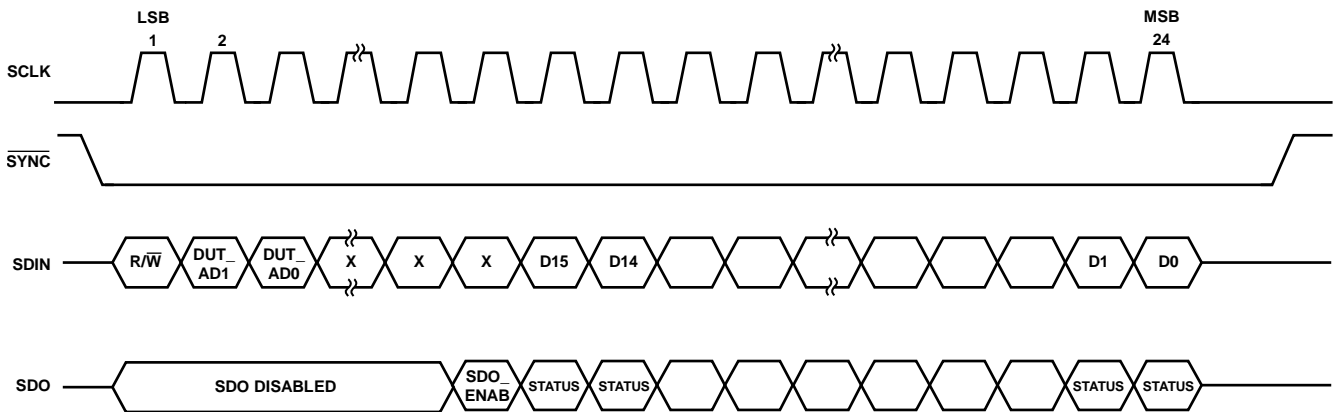 LSB
MSB
1
2
24
SCLK
SYNC
SDIN
R/W
DUT_
AD1
DUT_
AD0
X
X
X
D15
D14
D1
D0
SDO
SDO DISABLED
SDO_
ENAB
STATUS
STATUS
STATUS
STATUS